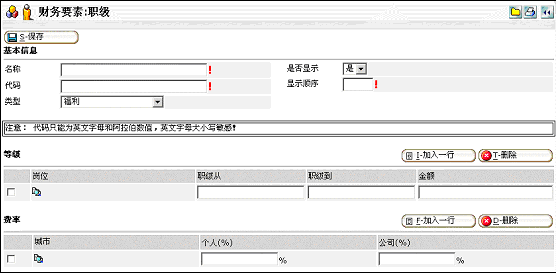 财务要素:职级
S-保存
基本信息
名称 ! 是否显示 是
代码 ! 显示顺序 !
类型 福利
注意： 代码只能为英文字母和阿拉伯数值，英文字母大小写敏感!
等级 I-加入一行 T-删除
岗位 职级从 职级到 金额
费率 F-加入一行 D-删除
城市 个人(%) 公司(%)
% %